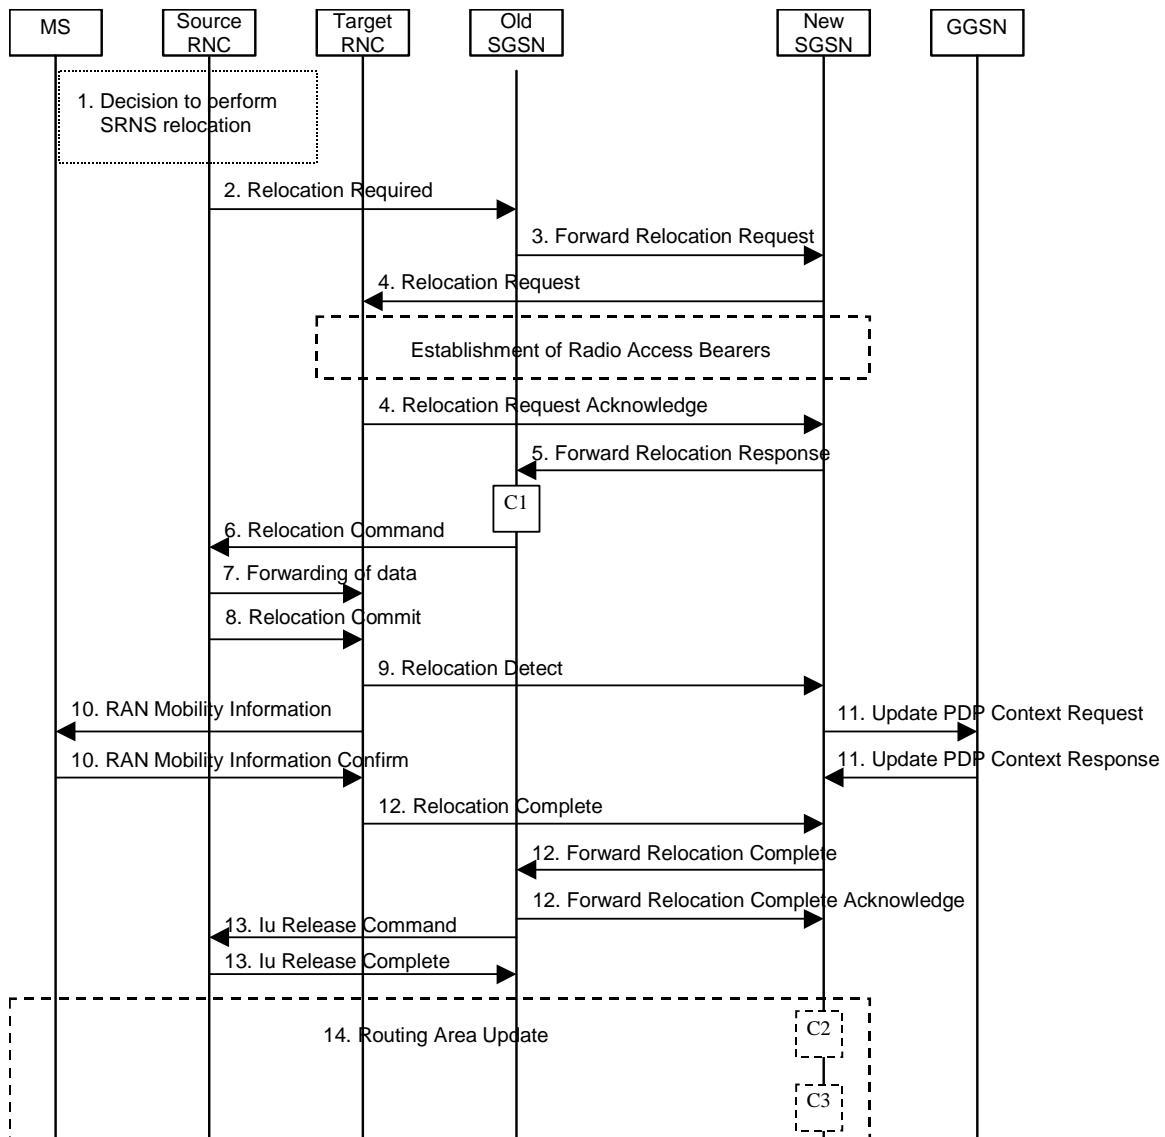 MS
Source
RNC
Target
RNC
Old
SGSN
New
SGSN
GGSN
1. Decision to perform
SRNS relocation
2. Relocation Required
3. Forward Relocation Request
4. Relocation Request
Establishment of Radio Access Bearers
4. Relocation Request Acknowledge
5. Forward Relocation Response
C1
6. Relocation Command
7. Forwarding of data
8. Relocation Commit
9. Relocation Detect
10. RAN Mobility Information
11. Update PDP Context Request
10. RAN Mobility Information Confirm
11. Update PDP Context Response
12. Relocation Complete
12. Forward Relocation Complete
12. Forward Relocation Complete Acknowledge
13. Iu Release Command
13. Iu Release Complete
14. Routing Area Update
C2
C3